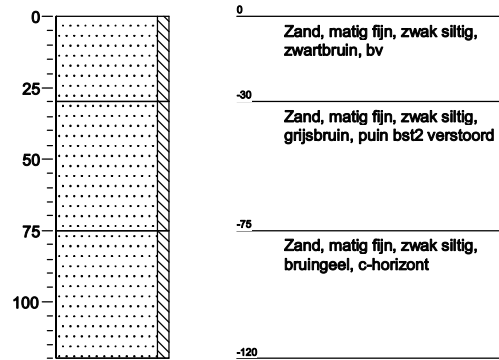 0
25
50
75
100
0
Zand, matig fijn, zwak siltig,
zwartbruin, bv
-30
Zand, matig fijn, zwak siltig,
grijsbruin, puin bst2 verstoord
-75
Zand, matig fijn, zwak siltig,
bruingeel, c-horizont
-120